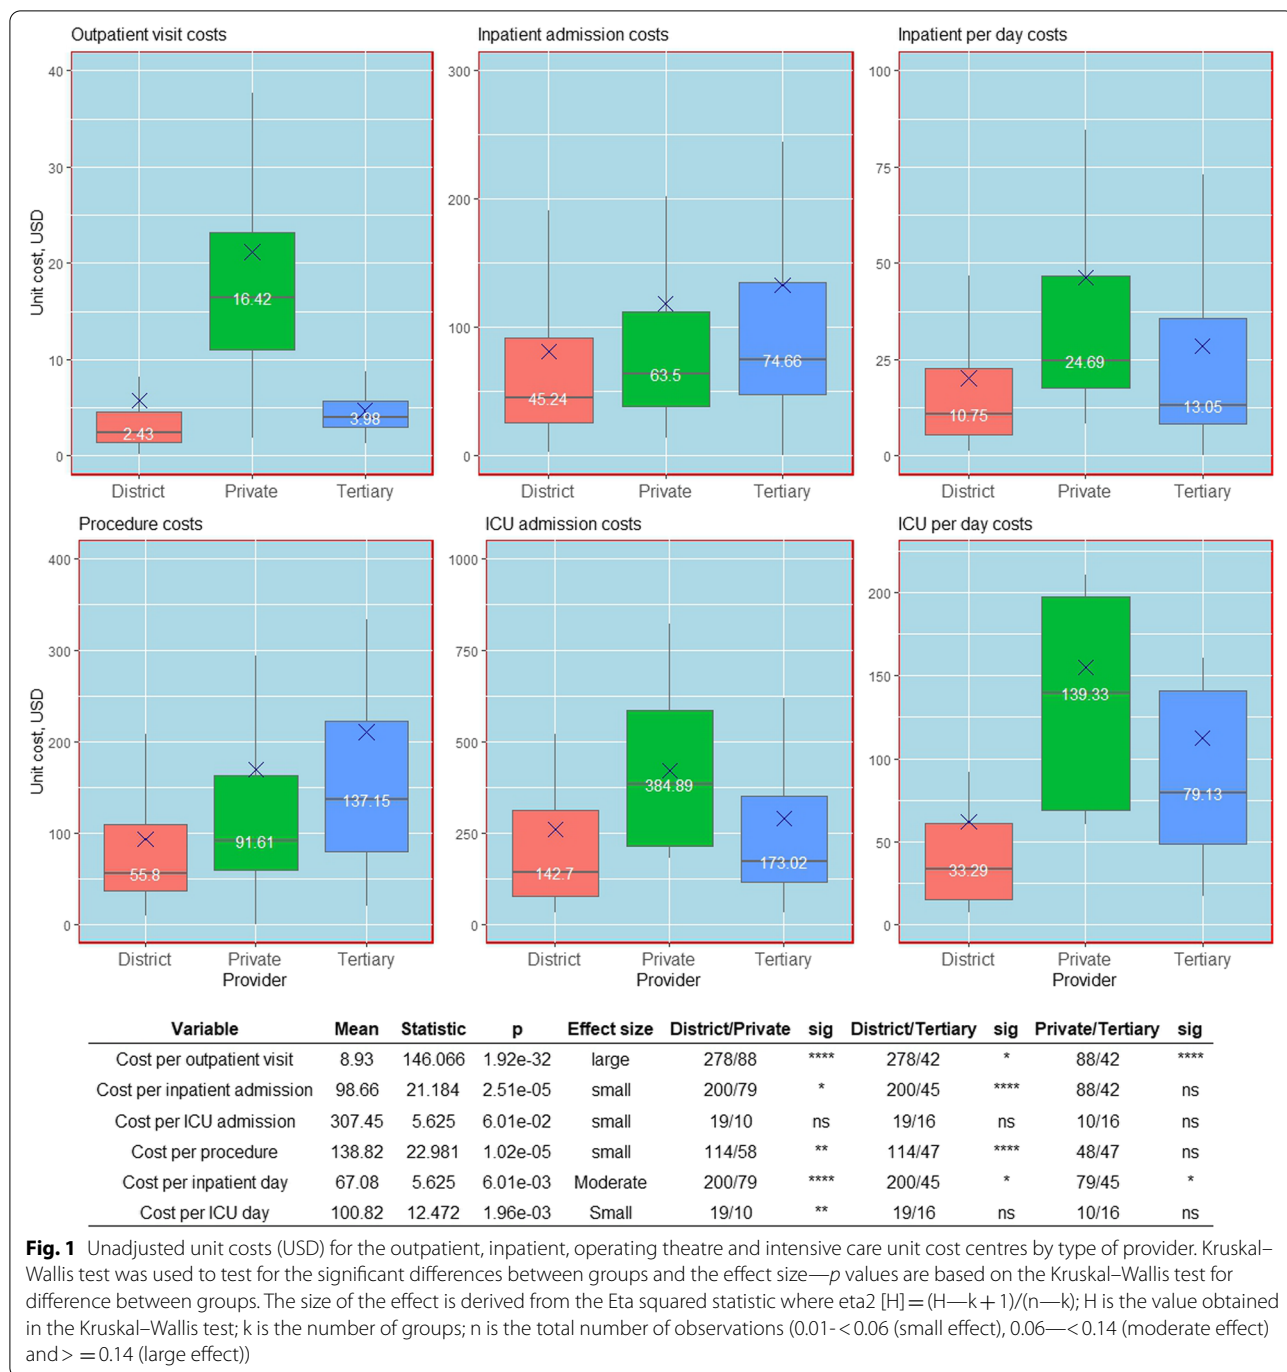 Outpatient visit costs
40
30
20
10
0
Unit cost, USD
16.42
2.43
3.98
District Private Tertiary
Inpatient admission costs
300
200
100
0
45.24
63.5
74.66
District Private Tertiary
Inpatient per day costs
100
75
50
25
0
10.75
24.69
13.05
District Private Tertiary
Procedure costs
400
300
200
100
0
Unit cost, USD
55.8
91.61
137.15
District Private Tertiary
Provider
ICU admission costs
1000
750
500
250
0
142.7
384.89
173.02
District Private Tertiary
Provider
ICU per day costs
200
150
100
50
0
33.29
139.33
79.13
District Private Tertiary
Provider
Variable Mean Statistic p Effect size District/Private sig District/Tertiary sig Private/Tertiary sig
Cost per outpatient visit 8.93 146.066 1.92e-32 large 278/88 **** 278/42 * 88/42 ****
Cost per inpatient admission 98.66 21.184 2.51e-05 small 200/79 * 200/45 **** 88/42 ns
Cost per ICU admission 307.45 5.625 6.01e-02 small 19/10 ns 19/16 ns 10/16 ns
Cost per procedure 138.82 22.981 1.02e-05 small 114/58 ** 114/47 **** 48/47 ns
Cost per inpatient day 67.08 5.625 6.01e-03 Moderate 200/79 **** 200/45 * 79/45 *
Cost per ICU day 100.82 12.472 1.96e-03 Small 19/10 ** 19/16 ns 10/16 ns
Fig. 1 Unadjusted unit costs (USD) for the outpatient, inpatient, operating theatre and intensive care unit cost centres by type of provider. Kruskal–
Wallis test was used to test for the significant differences between groups and the effect size—p values are based on the Kruskal–Wallis test for
difference between groups. The size of the effect is derived from the Eta squared statistic where eta2 [H] = (H—k + 1)/(n—k); H is the value obtained
in the Kruskal–Wallis test; k is the number of groups; n is the total number of observations (0.01- < 0.06 (small effect), 0.06—< 0.14 (moderate effect)
and > = 0.14 (large effect))